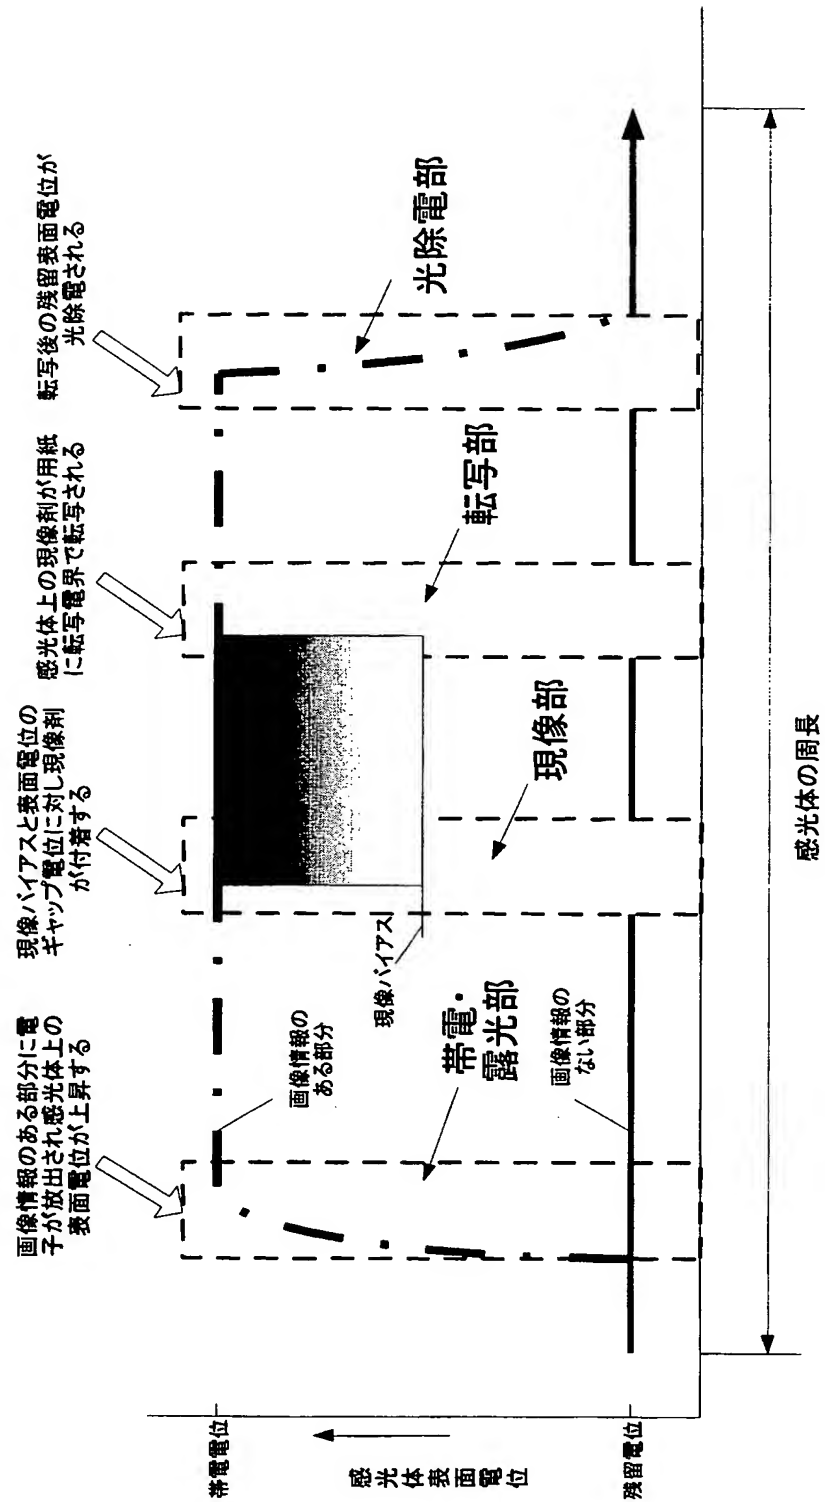 画像情報のある部分に電
子が放出され感光体上の
表面電位が上昇する
現像バイアスと表面電位の
ギャップ電位に対し現像剤
が付着する
感光体上の現像剤が用紙
に転写電界で転写される
転写後の残留表面電位が
光除電される
帯電電位
感光体表面電位
残留電位
画像情報の
ある部分
帯電・
露光部
画像情報の
ない部分
現像バイアス
現像部
転写部
光除電部
感光体の周長